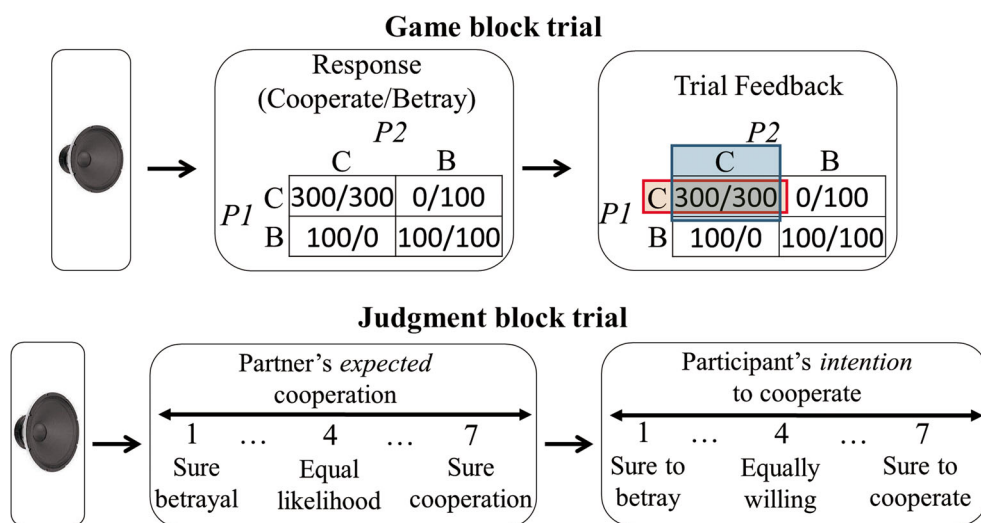 Game block trial
Response
(Cooperate/Betray)
P2
C B
P1
C 300/300 0/100
B 100/0 100/100
Trial Feedback
P2
C B
P1
C 300/300 0/100
B 100/0 100/100
Judgment block trial
Partner's expected
cooperation
1 ... 4 ... 7
Sure Equal Sure
betrayal likelihood cooperation
Participant's intention
to cooperate
1 ... 4 ... 7
Sure to Equally Sure to
betray willing cooperate